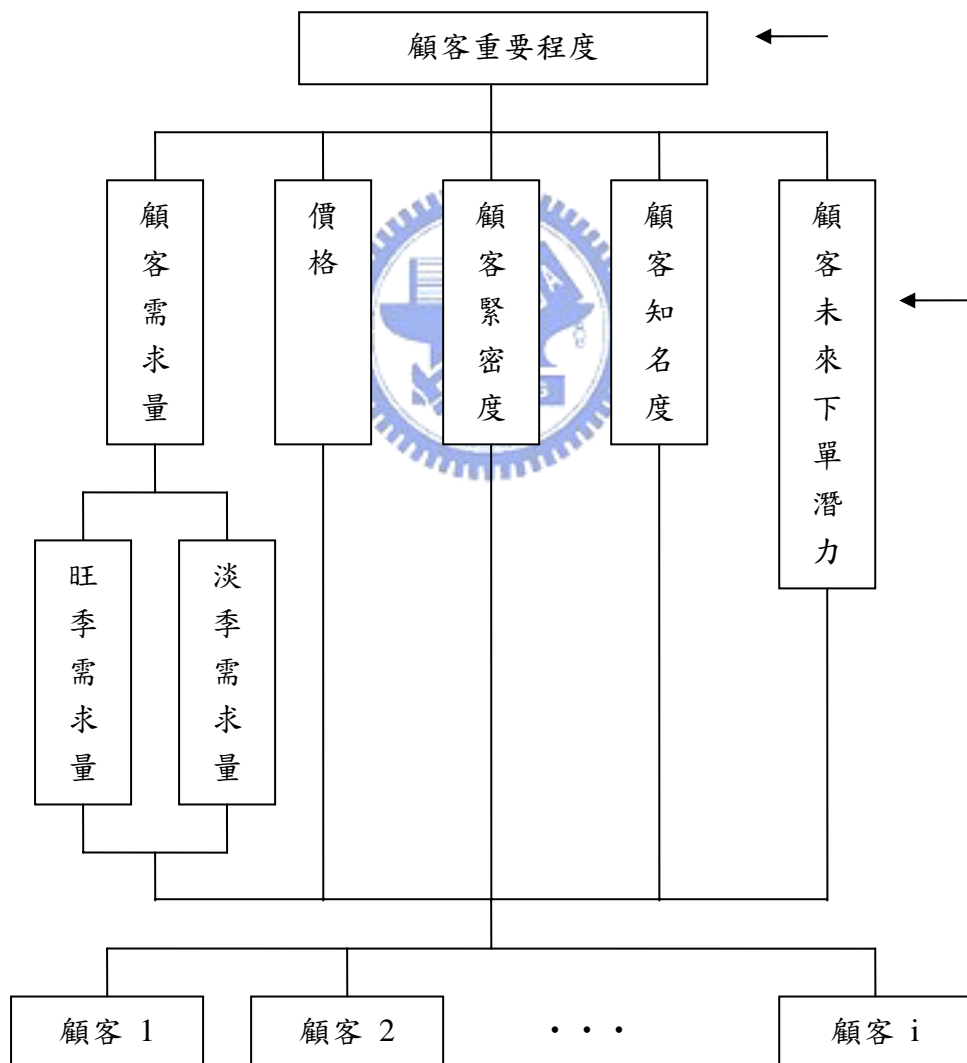 顧客重要程度
顧客需求量
價格
顧客緊密度
顧客知名度
顧客未來下單潛力
旺季需求量
淡季需求量
顧客 1
顧客 2
· · ·
顧客 i